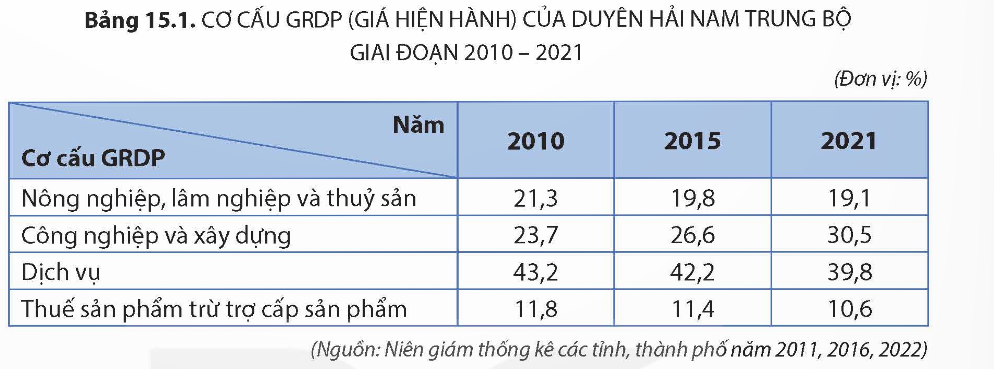 Bảng 15.1. CƠ CẤU GRDP (GIÁ HIỆN HÀNH) CỦA DUYÊN HẢI NAM TRUNG BỘ
GIAI ĐOẠN 2010 – 2021
(Đơn vị: %)
Năm
Cơ cấu GRDP
2010 2015 2021
Nông nghiệp, lâm nghiệp và thuỷ sản 21,3 19,8 19,1
Công nghiệp và xây dựng 23,7 26,6 30,5
Dịch vụ 43,2 42,2 39,8
Thuế sản phẩm trừ trợ cấp sản phẩm 11,8 11,4 10,6
(Nguồn: Niên giám thống kê các tỉnh, thành phố năm 2011, 2016, 2022)